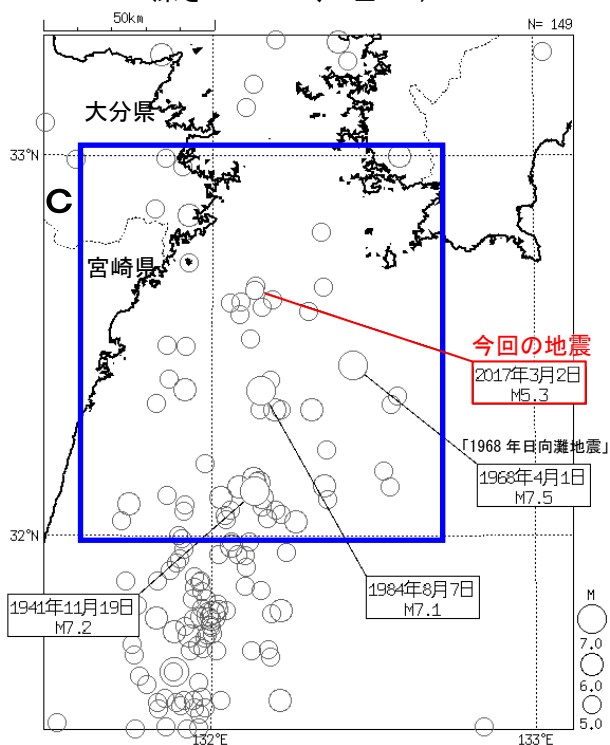 50km
N= 149
大分県
33°N
C
宮崎県
今回の地震
2017年3月2日
M5.3
「1968 年日向灘地震」
1968年4月1日
M7.5
32°N
1984年8月7日
M7.1
1941年11月19日
M7.2
M
7.0
6.0
5.0
132°E
133°E